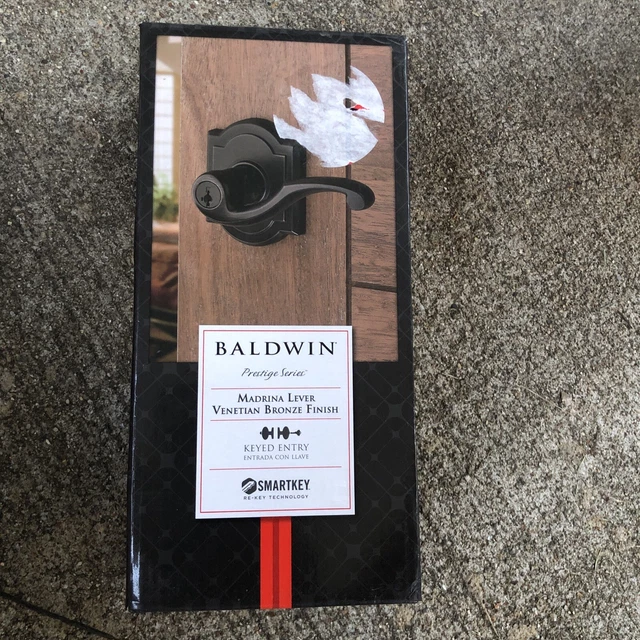 BALDWIN
Prestige Series
MADRINA LEVER
VENETIAN BRONZE FINISH
KEYED ENTRY
ENTRADA CON LLAVE
SMARTKEY
RE-KEY TECHNOLOGY